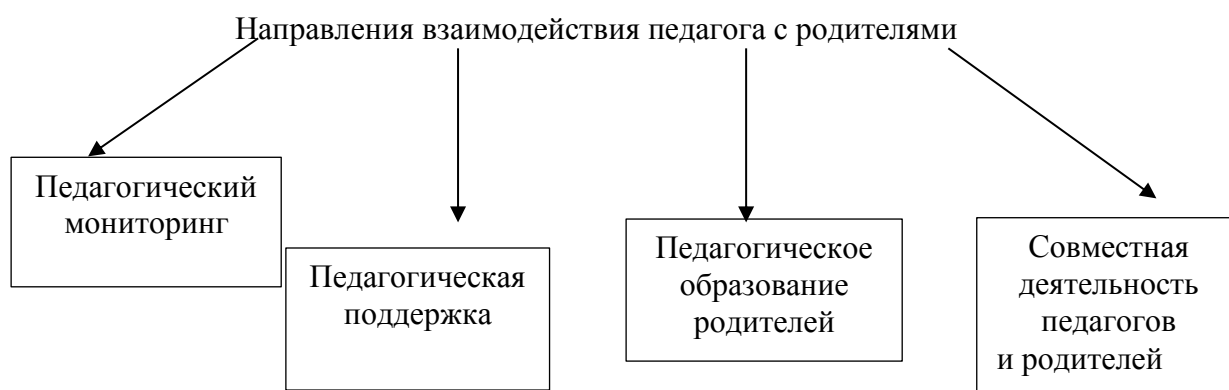 Направления взаимодействия педагога с родителями
Педагогический
мониторинг
Педагогическая
поддержка
Педагогическое
образование
родителей
Совместная
деятельность
педагогов
и родителей